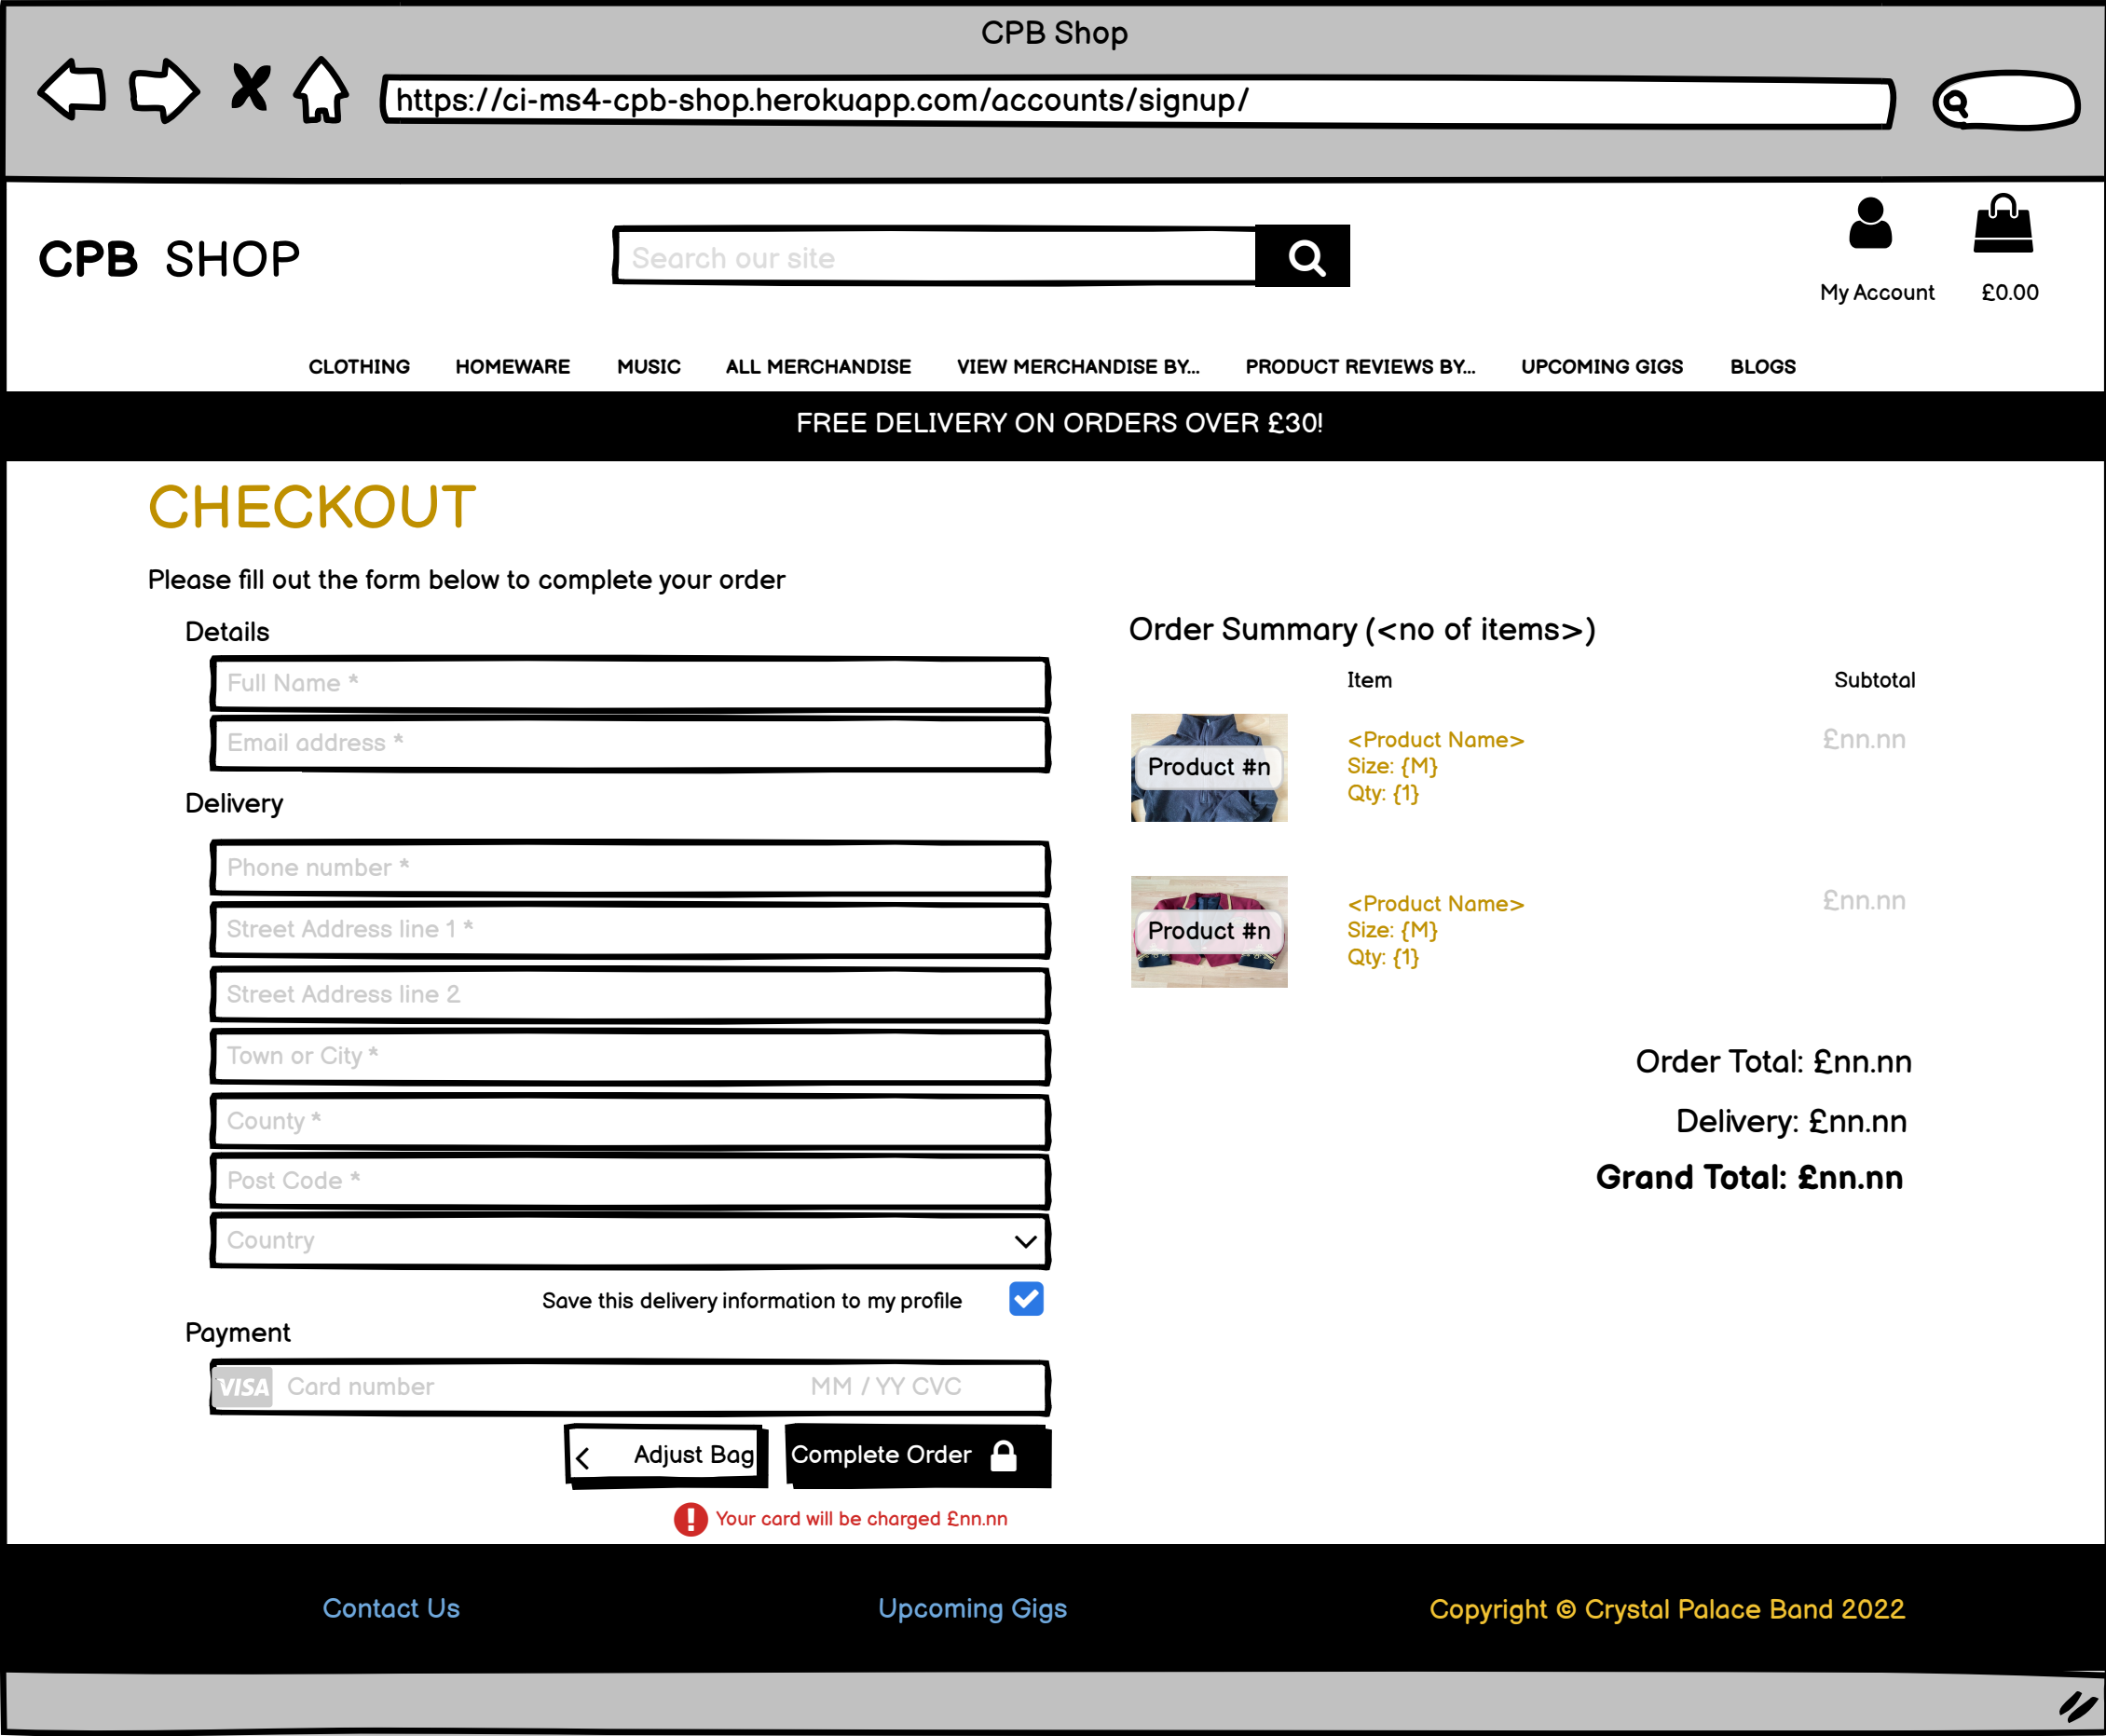 CPB Shop
https://ci-ms4-cpb-shop.herokuapp.com/accounts/signup/
CPB SHOP
Search our site
My Account
£0.00
CLOTHING HOMEWARE MUSIC ALL MERCHANDISE VIEW MERCHANDISE BY... PRODUCT REVIEWS BY... UPCOMING GIGS BLOGS
FREE DELIVERY ON ORDERS OVER £30!
CHECKOUT
Please fill out the form below to complete your order
Details
Full Name *
Email address *
Delivery
Phone number *
Street Address line 1 *
Street Address line 2
Town or City *
County *
Post Code *
Country
Save this delivery information to my profile
Payment
VISA Card number MM / YY CVC
Adjust Bag
Complete Order
Your card will be charged £nn.nn
Order Summary (<no of items>)
Item Subtotal
Product #n
<Product Name>
Size: {M}
Qty: {1}
£nn.nn
Product #n
<Product Name>
Size: {M}
Qty: {1}
£nn.nn
Order Total: £nn.nn
Delivery: £nn.nn
Grand Total: £nn.nn
Contact Us
Upcoming Gigs
Copyright © Crystal Palace Band 2022